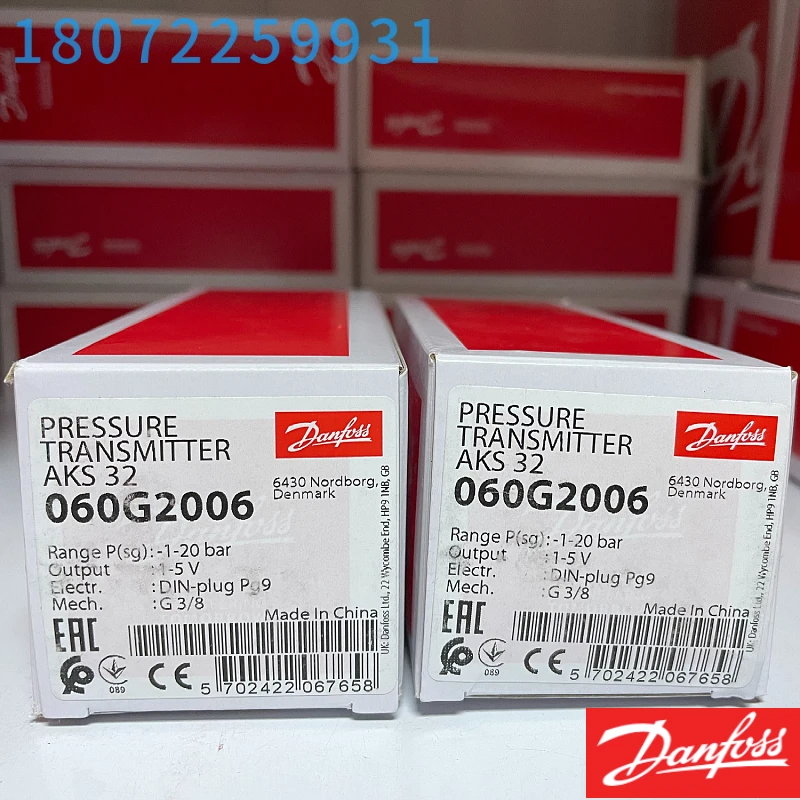 18072259931
Danfoss
PRESSURE
TRANSMITTER
AKS 32
060G2006
Danfoss
6430 Nordborg,
Denmark
Range P(sg):-1-20 bar
Output :1-5 V
Electr. :DIN-plug Pg9
Mech. :G 3/8
Made In China
UK: Danfoss Ltd., 22 Wycombe End, HP9 1NB, GB
EAC
089
CE
5 702422 067658
PRESSURE
TRANSMITTER
AKS 32
060G2006
Danfoss
6430 Nordborg,
Denmark
Range P(sg):-1-20 bar
Output :1-5 V
Electr. :DIN-plug Pg9
Mech. :G 3/8
Made In China
UK: Danfoss Ltd., 22 Wycombe End, HP9 1NB, GB
EAC
089
CE
5 702422 067658
Danfoss